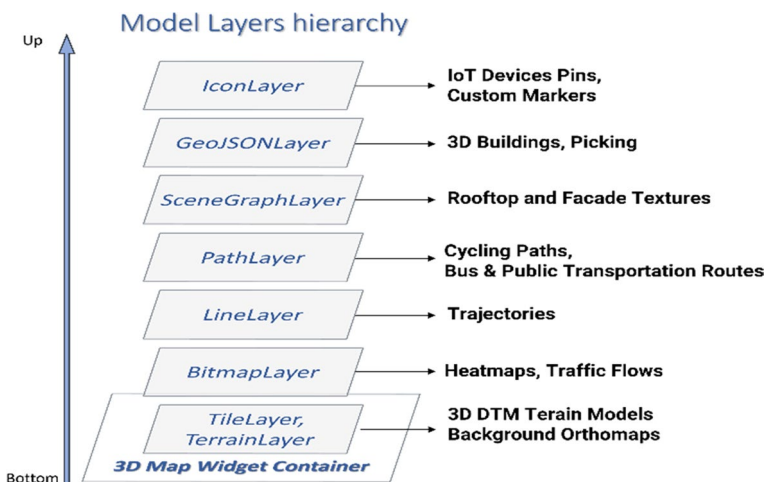 Model Layers hierarchy
Up
IconLayer
IoT Devices Pins,
Custom Markers
GeoJSONLayer
3D Buildings, Picking
SceneGraphLayer
Rooftop and Facade Textures
PathLayer
Cycling Paths,
Bus & Public Transportation Routes
LineLayer
Trajectories
BitmapLayer
Heatmaps, Traffic Flows
TileLayer,
TerrainLayer
3D DTM Terrain Models
Background Orthomaps
3D Map Widget Container
Bottom